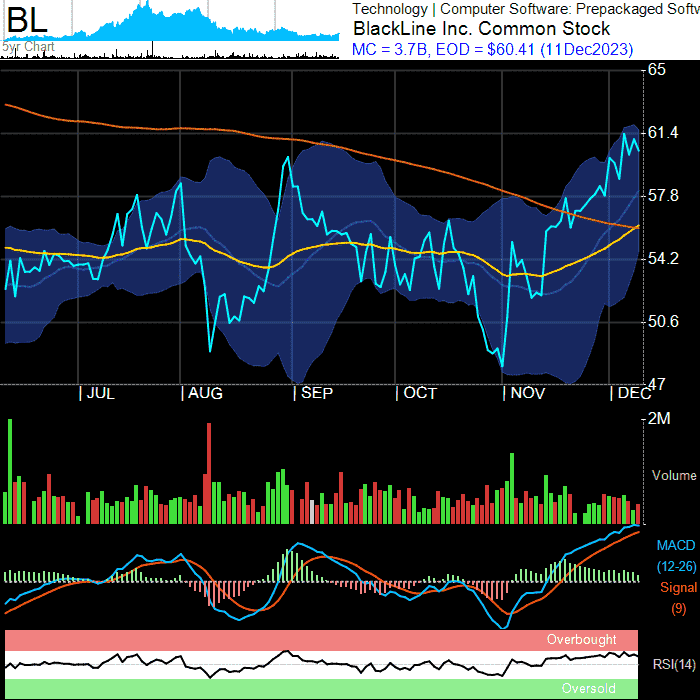 BL
5yr Chart
Technology | Computer Software: Prepackaged Softw
BlackLine Inc. Common Stock
MC = 3.7B, EOD = $60.41 (11Dec2023)
65
61.4
57.8
54.2
50.6
47
| JUL | AUG | SEP | OCT | NOV | DEC
2M
Volume
MACD
(12-26)
Signal
(9)
Overbought
RSI(14)
Oversold